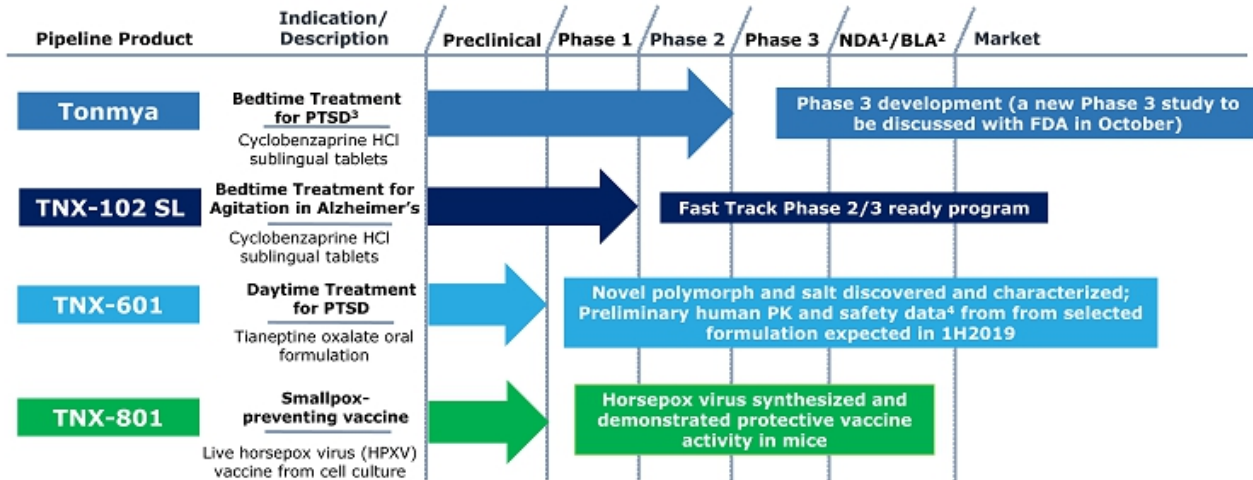 Pipeline Product
Indication/
Description
Preclinical
Phase 1
Phase 2
Phase 3
NDA¹/BLA²
Market
Tonmya
Bedtime Treatment
for PTSD³
Cyclobenzaprine HCl
sublingual tablets
Phase 3 development (a new Phase 3 study to
be discussed with FDA in October)
TNX-102 SL
Bedtime Treatment for
Agitation in Alzheimer's
Cyclobenzaprine HCl
sublingual tablets
Fast Track Phase 2/3 ready program
TNX-601
Daytime Treatment
for PTSD
Tianeptine oxalate oral
formulation
Novel polymorph and salt discovered and characterized;
Preliminary human PK and safety data⁴ from from selected
formulation expected in 1H2019
TNX-801
Smallpox-
preventing vaccine
Live horsepox virus (HPXV)
vaccine from cell culture
Horsepox virus synthesized and
demonstrated protective vaccine
activity in mice